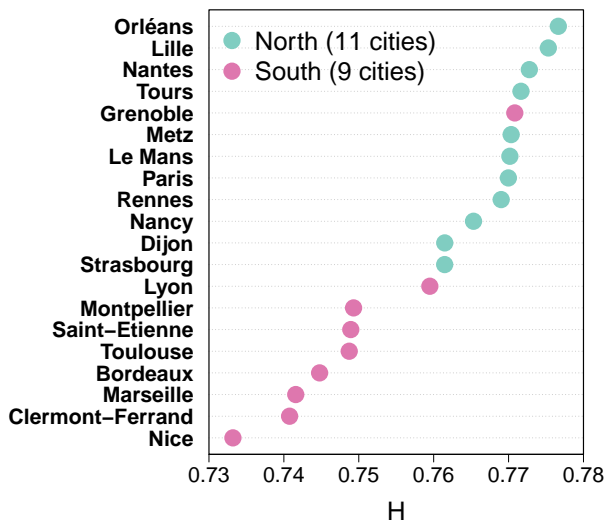 Orléans
Lille
Nantes
Tours
Grenoble
Metz
Le Mans
Paris
Rennes
Nancy
Dijon
Strasbourg
Lyon
Montpellier
Saint−Etienne
Toulouse
Bordeaux
Marseille
Clermont−Ferrand
Nice
North (11 cities)
South (9 cities)
0.73 0.74 0.75 0.76 0.77 0.78
H